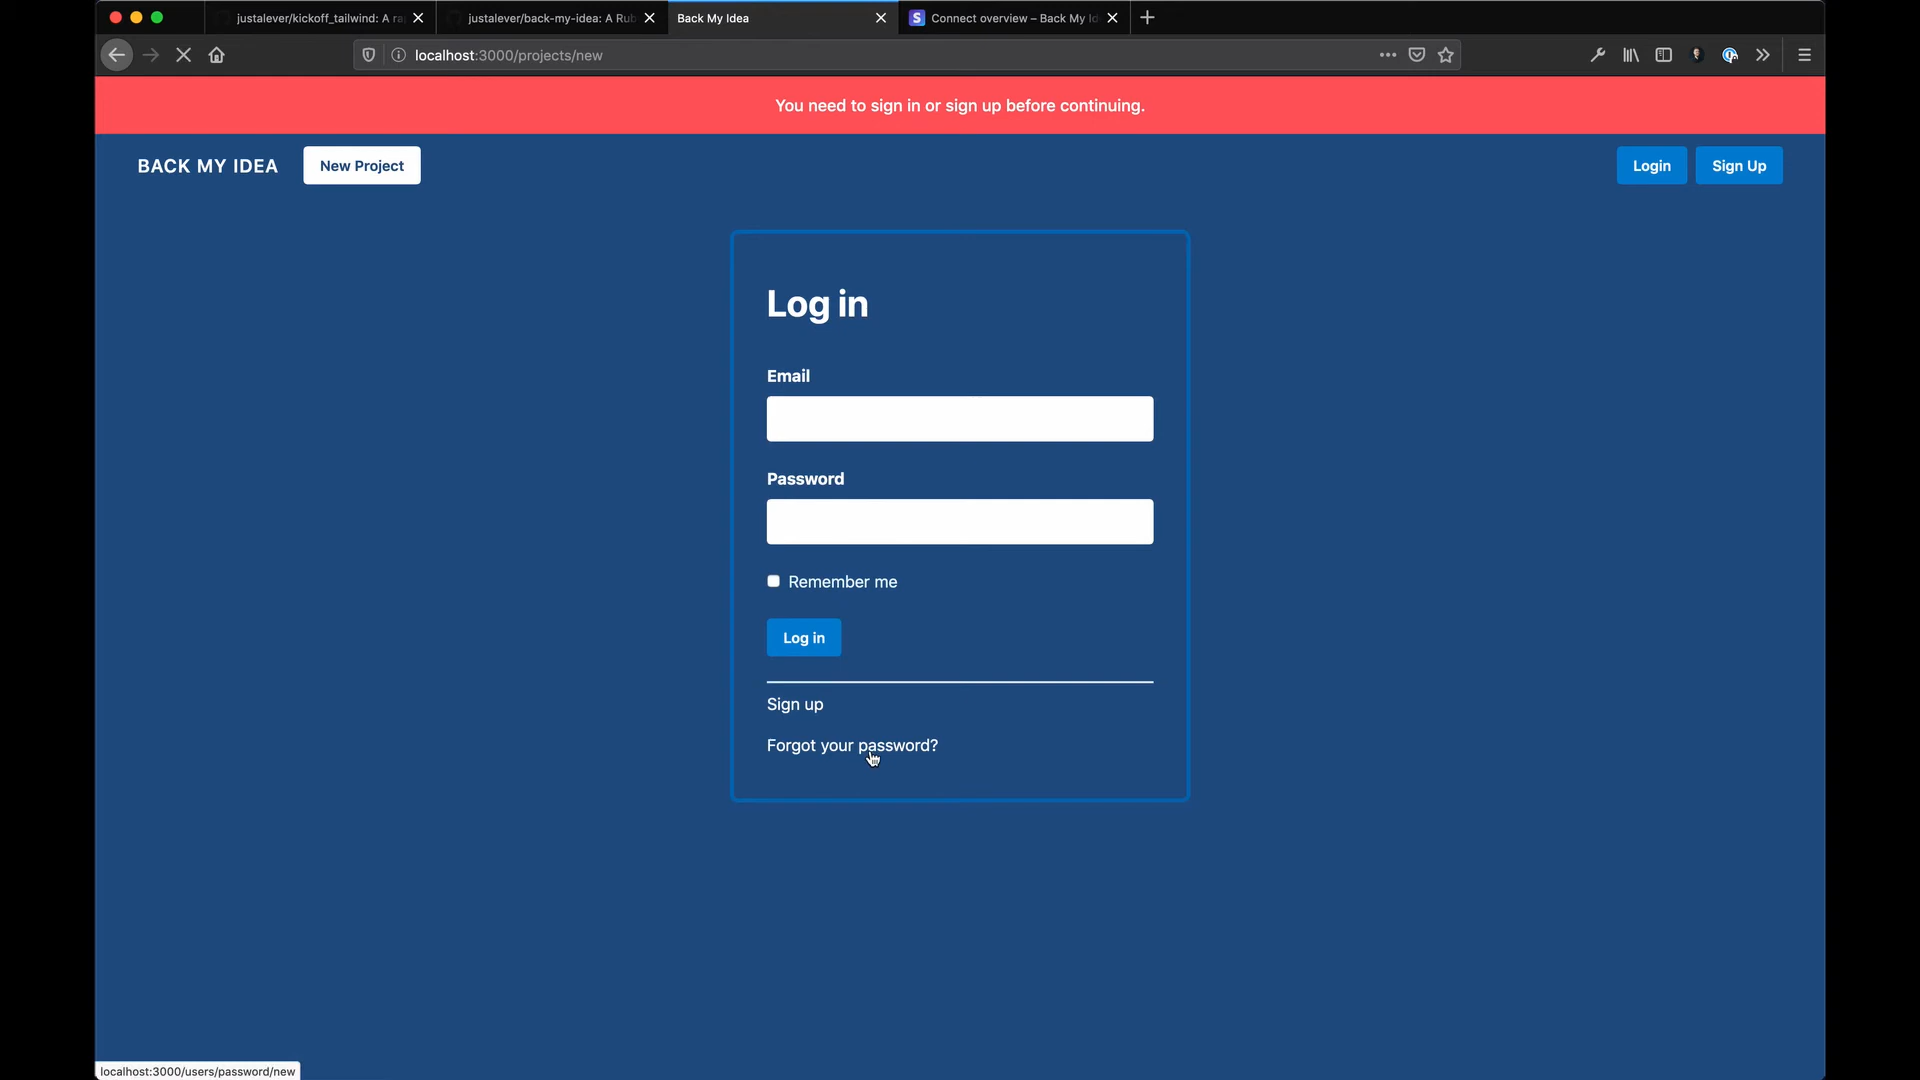 justalever/kickoff_tailwind: A ra
justalever/back-my-idea: A Rub
Back My Idea
S
Connect overview – Back My Id
localhost:3000/projects/new
You need to sign in or sign up before continuing.
BACK MY IDEA
New Project
Login
Sign Up
Log in
Email
Password
Remember me
Log in
Sign up
Forgot your password?
localhost:3000/users/password/new